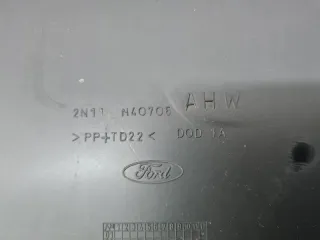 2N11 N40706 AHW
>PP+TD22< DOD 1A
Ford